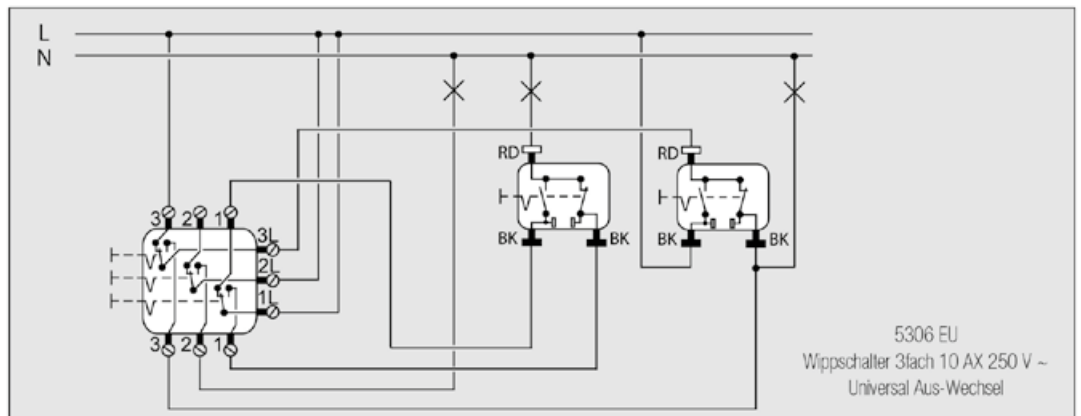 L
N
RD
RD
3 2 1
3L
2L
1L
BK
BK
BK
BK
3 2 1
5306 EU
Wippschalter 3fach 10 AX 250 V ~
Universal Aus-Wechsel